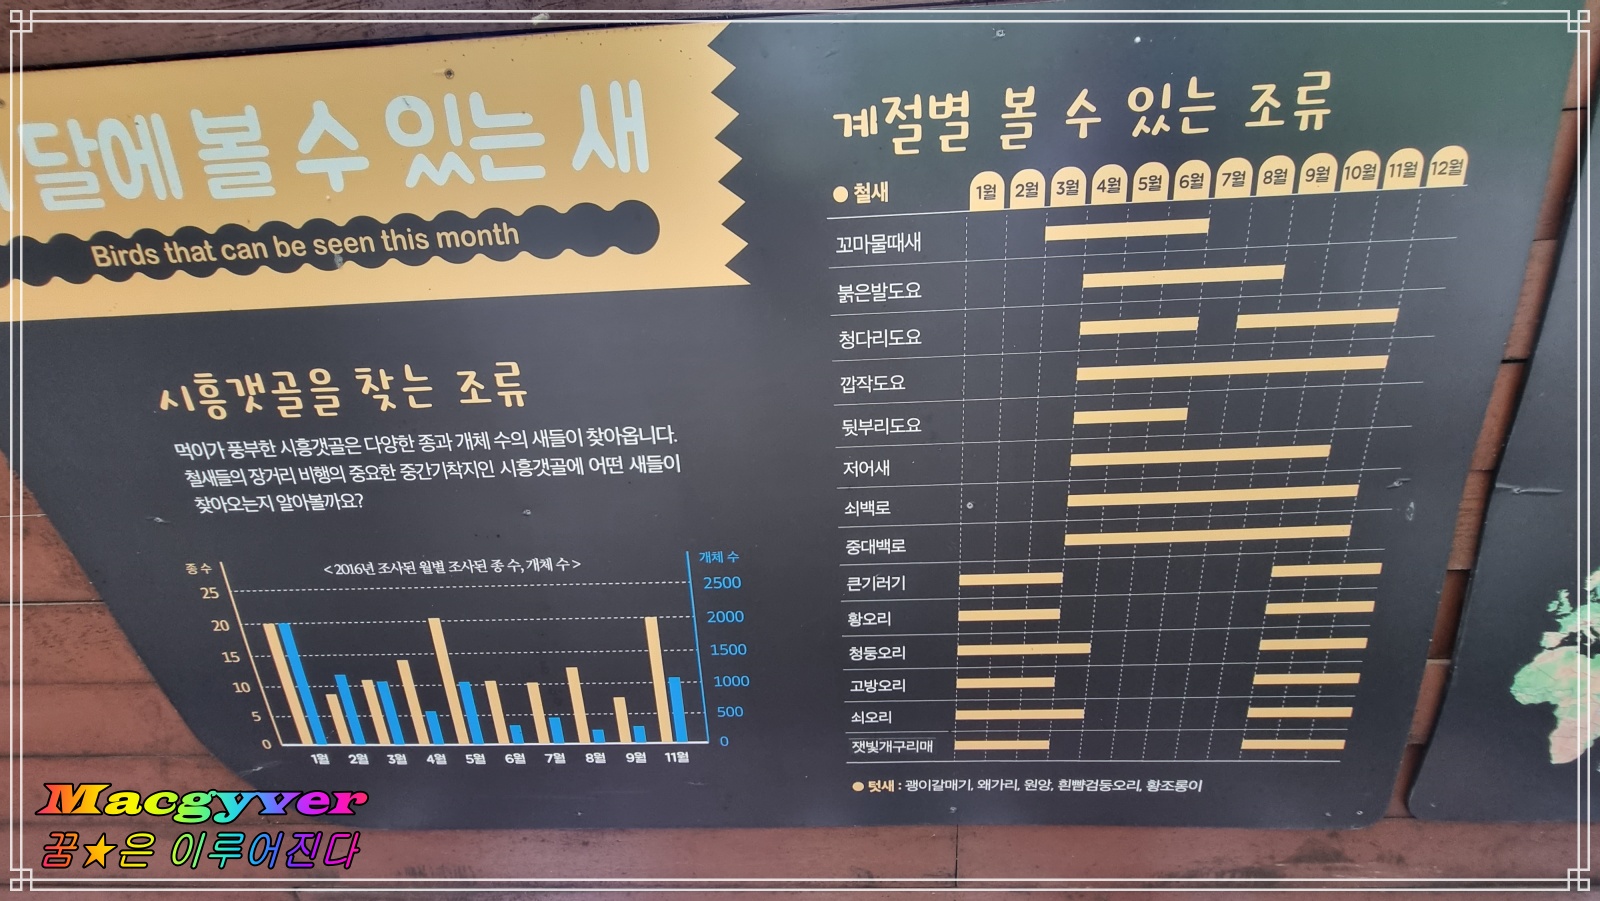 달에 볼 수 있는 새
Birds that can be seen this month
시흥갯골을 찾는 조류
먹이가 풍부한 시흥갯골은 다양한 종과 개체 수의 새들이 찾아옵니다.
철새들의 장거리 비행의 중요한 중간기착지인 시흥갯골에 어떤 새들이
찾아오는지 알아볼까요?
<2016년 조사된 월별 조사된 종 수, 개체 수>
종 수
25
20
15
10
5
0
개체 수
2500
2000
1500
1000
500
0
1월 2월 3월 4월 5월 6월 7월 8월 9월 11월
계절별 볼 수 있는 조류
● 철새 1월 2월 3월 4월 5월 6월 7월 8월 9월 10월 11월 12월
꼬마물때새
붉은발도요
청다리도요
깝작도요
뒷부리도요
저어새
쇠백로
중대백로
큰기러기
황오리
청둥오리
고방오리
쇠오리
잿빛개구리매
● 텃새 : 괭이갈매기, 왜가리, 원앙, 흰뺨검둥오리, 황조롱이
Macgyver
꿈★은 이루어진다